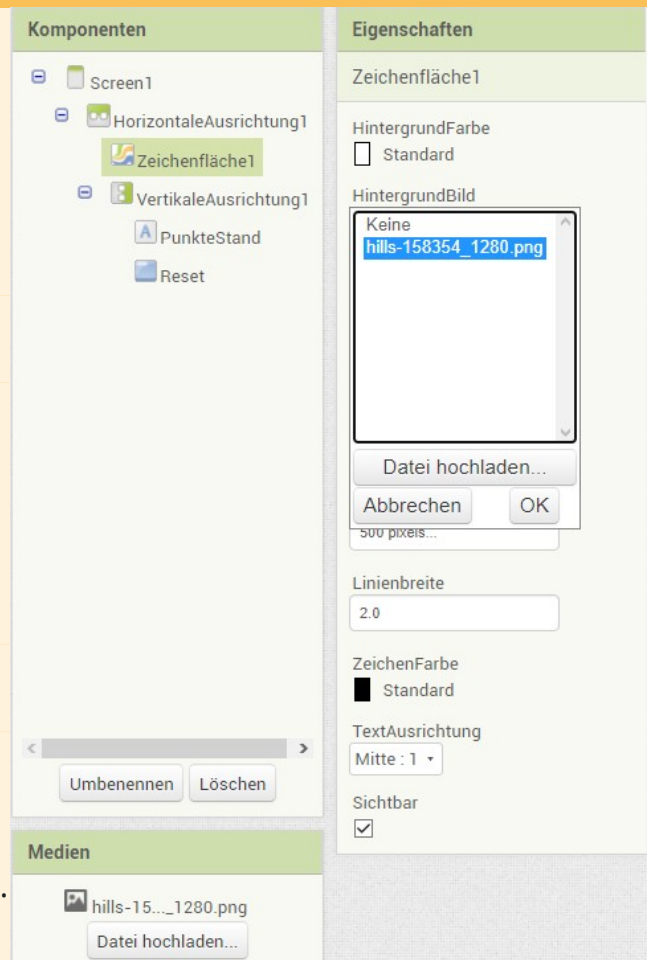 Komponenten
Screen1
HorizontaleAusrichtung1
Zeichenfläche1
VertikaleAusrichtung1
A PunkteStand
Reset
Umbenennen Löschen
Medien
hills-15..._1280.png
Datei hochladen...
Eigenschaften
Zeichenfläche1
HintergrundFarbe
Standard
HintergrundBild
Keine
hills-158354_1280.png
Datei hochladen...
Abbrechen OK
500 pixels...
Linienbreite
2.0
ZeichenFarbe
Standard
TextAusrichtung
Mitte : 1
Sichtbar